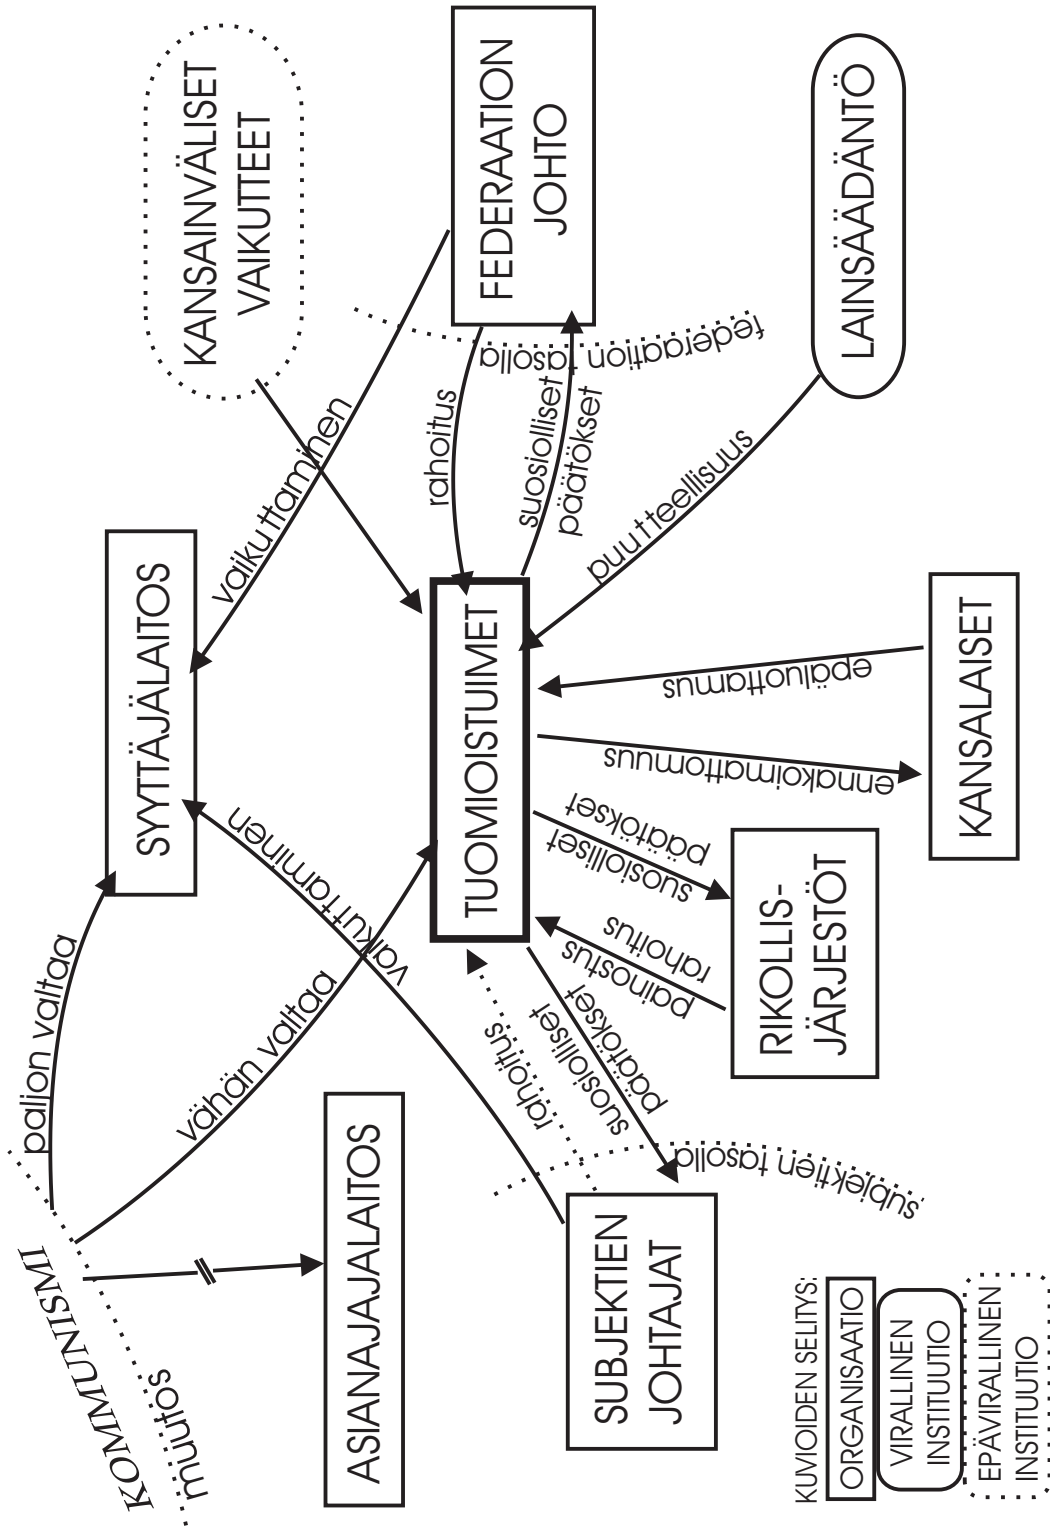 KOMMUNISMI
muutos
paljon valtaa
vähän valtaa
SYYTTÄJÄLAITOS
KANSAINVÄLISET
VAIKUTTEET
ASIANAJAJALAITOS
vaikuttaminen
vaikuttaminen
TUOMIOISTUIMET
rahoitus
suosiolliset
päätökset
federaation tasolla
FEDERAATION
JOHTO
SUBJEKTIEN
JOHTAJAT
subjektien tasolla
rahoitus
suosiolliset
päätökset
painostus
rahoitus
suosiolliset
päätökset
RIKOLLIS-
JÄRJESTÖT
ennakoimattomuus
epäluottamus
KANSALAISET
puutteellisuus
LAINSÄÄDÄNTÖ
KUVIOIDEN SELITYS:
ORGANISAATIO
VIRALLINEN
INSTITUUTIO
EPÄVIRALLINEN
INSTITUUTIO